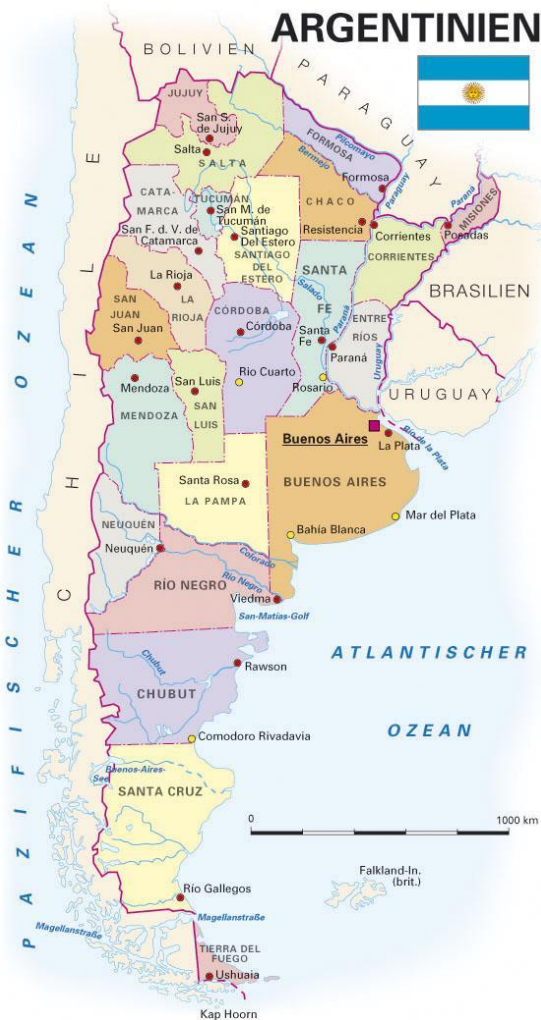 ARGENTINIEN
BOLIVIEN
PARAGUAY
JUJUY
San S.
de Jujuy
Salta
SALTA
FORMOSA
Pilcomayo
Bermejo
Formosa
Paraguay
CHACO
Resistencia
Corrientes
CORRIENTES
Paraná
MISIONES
Posadas
CATA
MARCA
TUCUMÁN
San M. de
Tucumán
San F. d. V. de
Catamarca
Santiago
Del Estero
SANTIAGO
DEL
ESTERO
SANTA
FE
Salado
Paraná
BRASILIEN
La Rioja
LA
RIOJA
SAN
JUAN
San Juan
CÓRDOBA
Córdoba
Santa
Fe
Paraná
ENTRE
RÍOS
Uruguay
URUGUAY
Mendoza
MENDOZA
San Luis
SAN
LUIS
Rio Cuarto
Rosario
Buenos Aires
La Plata
Rio de la Plata
BUENOS AIRES
Santa Rosa
LA PAMPA
Mar del Plata
Bahía Blanca
NEUQUÉN
Neuquén
Colorado
RÍO NEGRO
Rio Negro
Viedma
San-Matias-Golf
CHILE
PAZIFISCHER OZEAN
ATLANTISCHER
OZEAN
Chubut
Rawson
CHUBUT
Comodoro Rivadavia
Buenos-Aires-
See
SANTA CRUZ
0
1000 km
Falkland-In.
(brit.)
Río Gallegos
Magellanstraße
Magellanstraße
TIERRA DEL
FUEGO
Ushuaia
Kap Hoorn